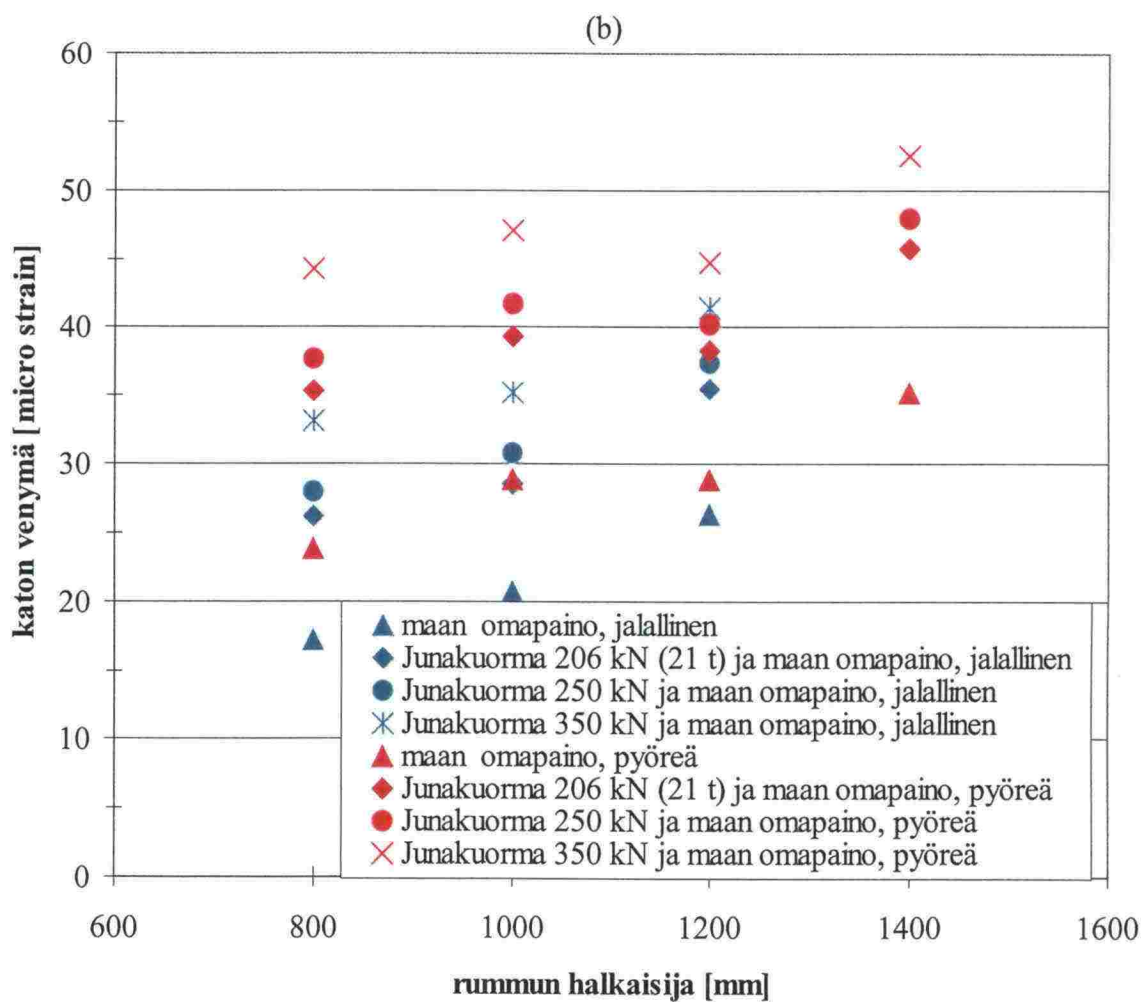 (b)
60
50
40
30
20
10
0
katon venymä [micro strain]
maan omapaino, jalallinen
Junakuorma 206 kN (21 t) ja maan omapaino, jalallinen
Junakuorma 250 kN ja maan omapaino, jalallinen
Junakuorma 350 kN ja maan omapaino, jalallinen
maan omapaino, pyöreä
Junakuorma 206 kN (21 t) ja maan omapaino, pyöreä
Junakuorma 250 kN ja maan omapaino, pyöreä
Junakuorma 350 kN ja maan omapaino, pyöreä
600 800 1000 1200 1400 1600
rummun halkaisija [mm]